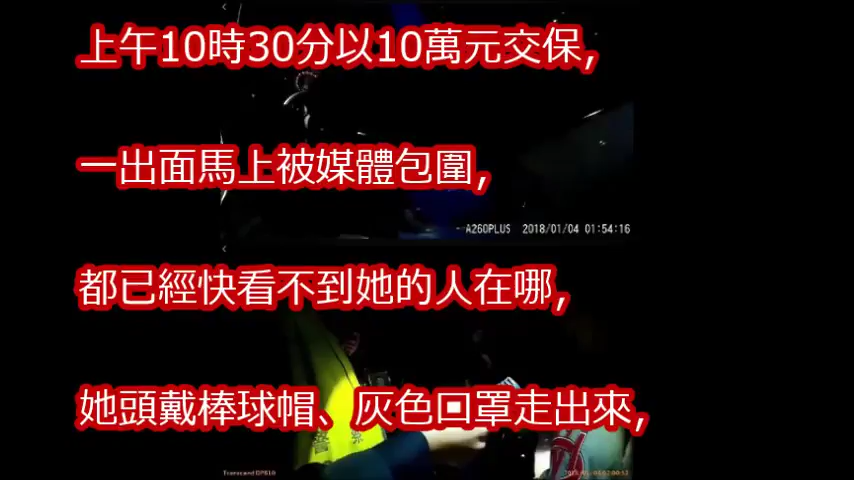 上午10時30分以10萬元交保,
一出面馬上被媒體包圍,
A260PLUS 2018/01/04 01:54:16
都已經快看不到她的人在哪,
她頭戴棒球帽、灰色口罩走出來,
Transcend DP810